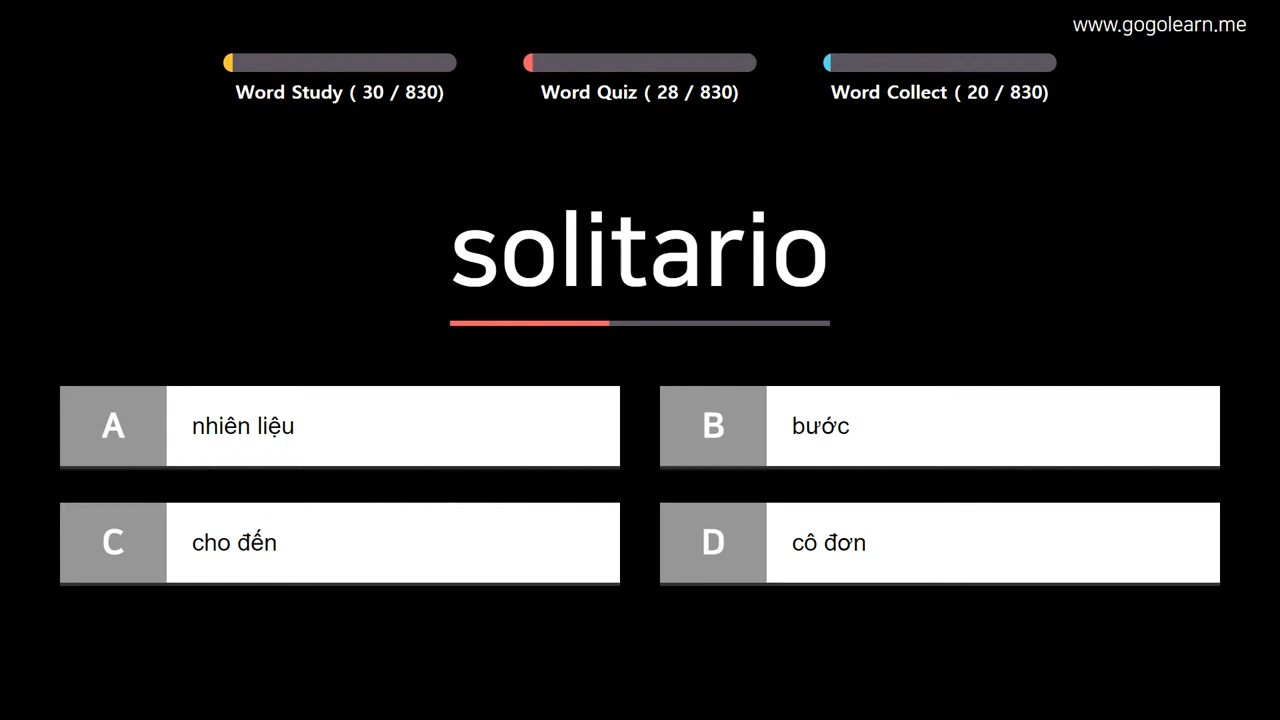 www.gogolearn.me
Word Study ( 30 / 830)
Word Quiz ( 28 / 830)
Word Collect ( 20 / 830)
solitario
A nhiên liệu
B bước
C cho đến
D cô đơn